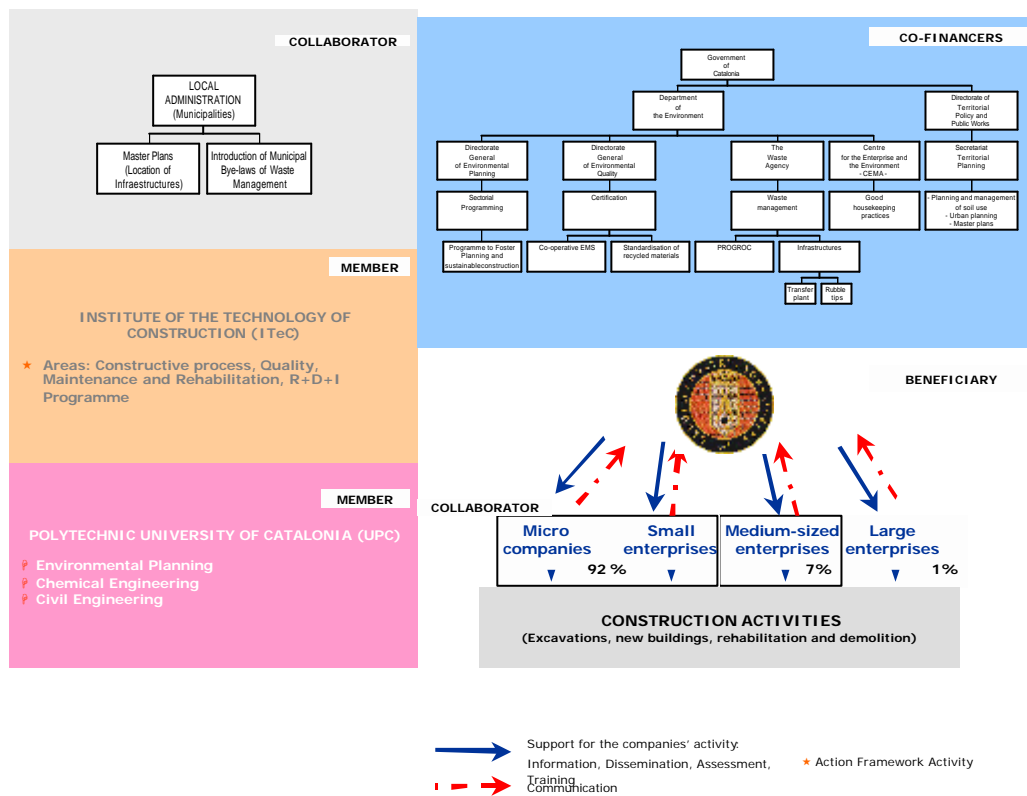 COLLABORATOR
LOCAL
ADMINISTRATION
(Municipalities)
Master Plans
(Location of
Infraestructures)
Introduction of Municipal
Bye-laws of Waste
Management
CO-FINANCERS
Government
of
Catalonia
Department
of
the Environment
Directorate of
Territorial
Policy and
Public Works
Directorate
General
of Environmental
Planning
Directorate
General
of Environmental
Quality
The
Waste
Agency
Centre
for the Enterprise and
the Environment
- CEMA -
Secretariat
Territorial
Planning
Sectorial
Programming
Certification
Waste
management
Good
housekeeping
practices
- Planning and management
of soil use
- Urban planning
- Master plans
Programme to Foster
Planning and
sustainableconstruction
Co-operative EMS
Standardisation of
recycled materials
PROGROC
Infrastructures
Transfer
plant
Rubble
tips
MEMBER
INSTITUTE OF THE TECHNOLOGY OF
CONSTRUCTION (ITeC)
★ Areas: Constructive process, Quality,
Maintenance and Rehabilitation, R+D+I
Programme
MEMBER
POLYTECHNIC UNIVERSITY OF CATALONIA (UPC)
Environmental Planning
Chemical Engineering
Civil Engineering
BENEFICIARY
COLLABORATOR
Micro
companies
Small
enterprises
92 %
Medium-sized
enterprises
7%
Large
enterprises
1%
CONSTRUCTION ACTIVITIES
(Excavations, new buildings, rehabilitation and demolition)
Support for the companies' activity:
Information, Dissemination, Assessment,
Training
Communication
★ Action Framework Activity